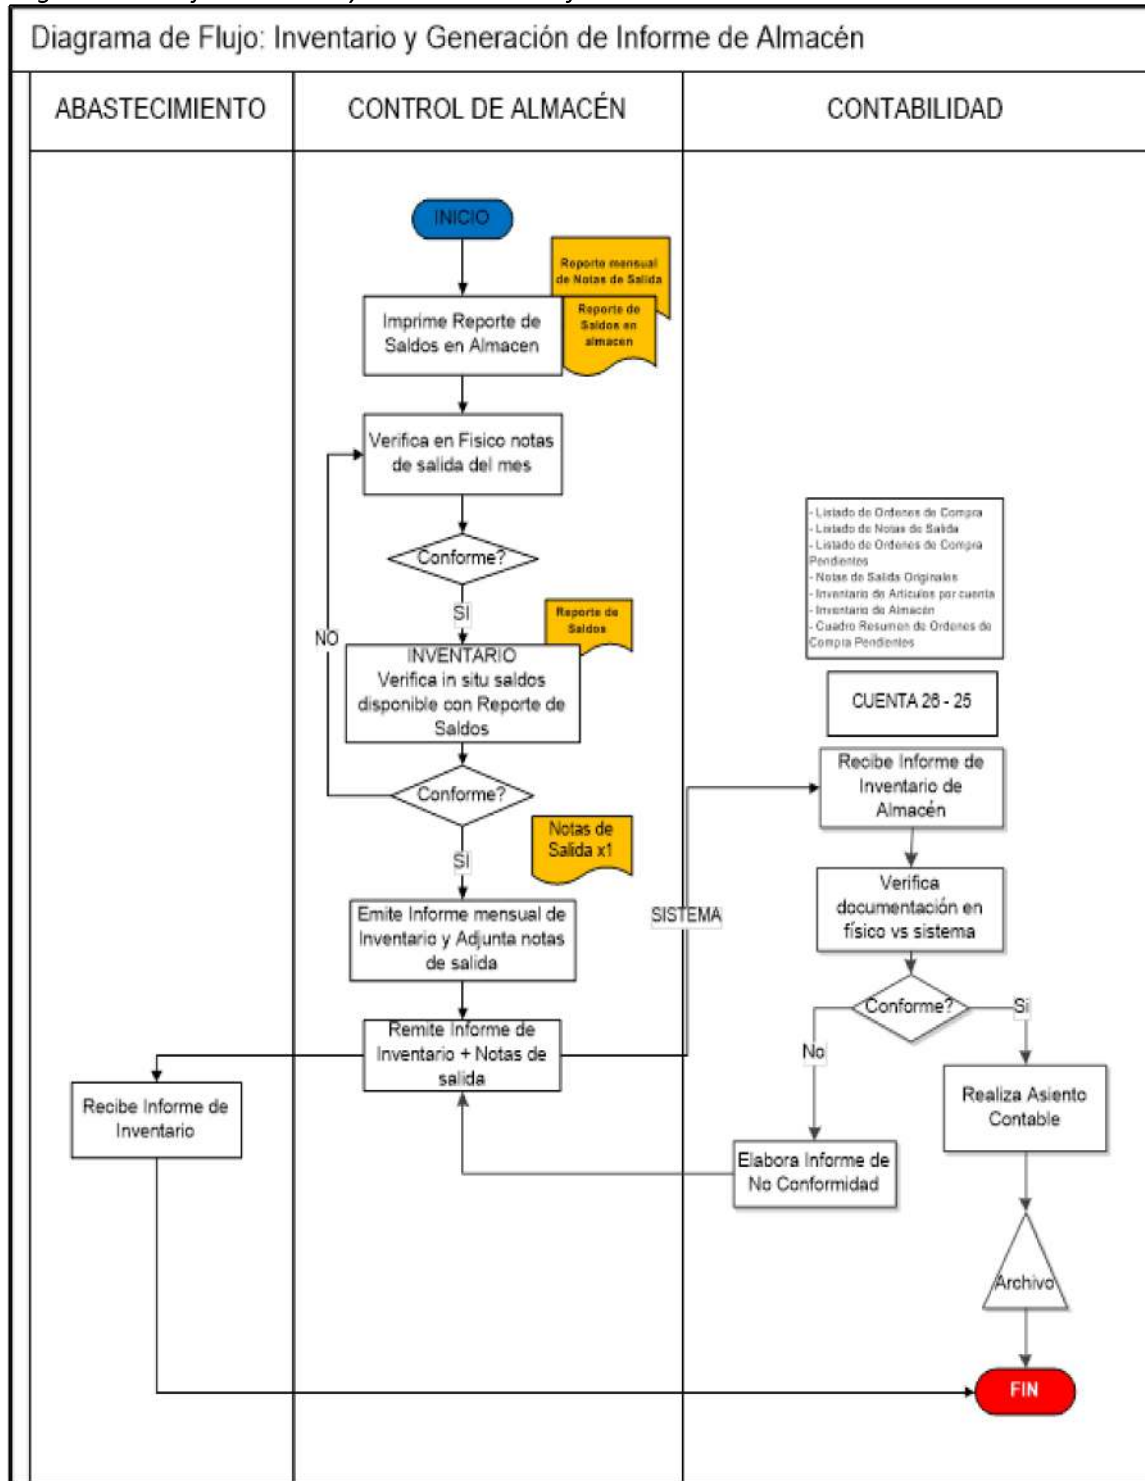 Diagrama de Flujo: Inventario y Generación de Informe de Almacén
ABASTECIMIENTO
CONTROL DE ALMACÉN
CONTABILIDAD
INICIO
Reporte mensual
de Notas de Salida
Reporte de
Saldos en
almacen
Imprime Reporte de
Saldos en Almacen
Verifica en Fisico notas
de salida del mes
Conforme?
SI
NO
Reporte de
Saldos
INVENTARIO
Verifica in situ saldos
disponible con Reporte de
Saldos
Conforme?
SI
Notas de
Salida x1
Emite Informe mensual de
Inventario y Adjunta notas
de salida
Remite Informe de
Inventario + Notas de
salida
SISTEMA
Recibe Informe de
Inventario
- Listado de Ordenes de Compra
- Listado de Notas de Salida
- Listado de Ordenes de Compra
Pendientes
- Notas de Salida Originales
- Inventario de Articulos por cuenta
- Inventario de Almacén
- Cuadro Resumen de Ordenes de
Compra Pendientes
CUENTA 26 - 25
Recibe Informe de
Inventario de
Almacén
Verifica
documentación en
físico vs sistema
Conforme?
Si
No
Realiza Asiento
Contable
Elabora Informe de
No Conformidad
Archivo
FIN